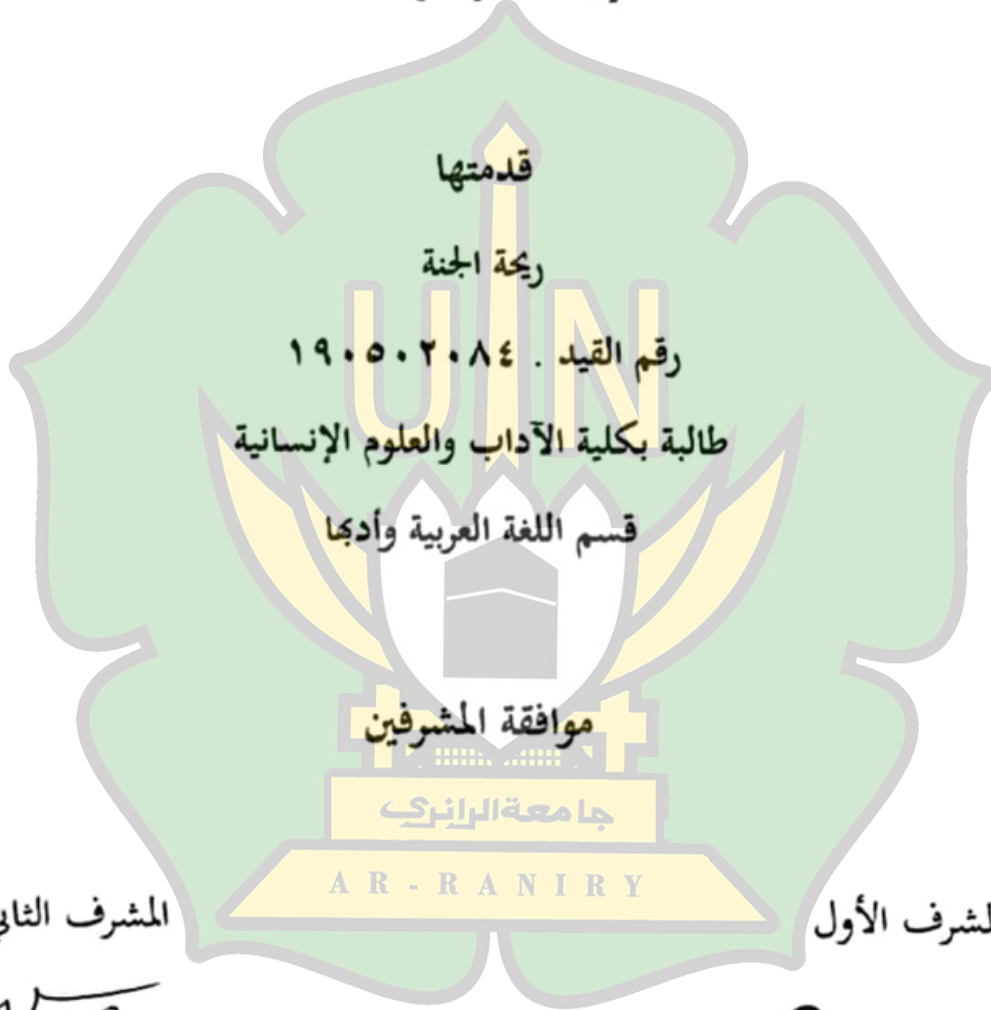 قدمتها
ريحة الجنة
رقم القيد . ١٩٠٥٠٢٠٨٤
طالبة بكلية الآداب والعلوم الإنسانية
قسم اللغة العربية وأدبها
موافقة المشرفين
المشرف الأول المشرف الثاني
UIN
جامعة الرانري
AR-RANIRY